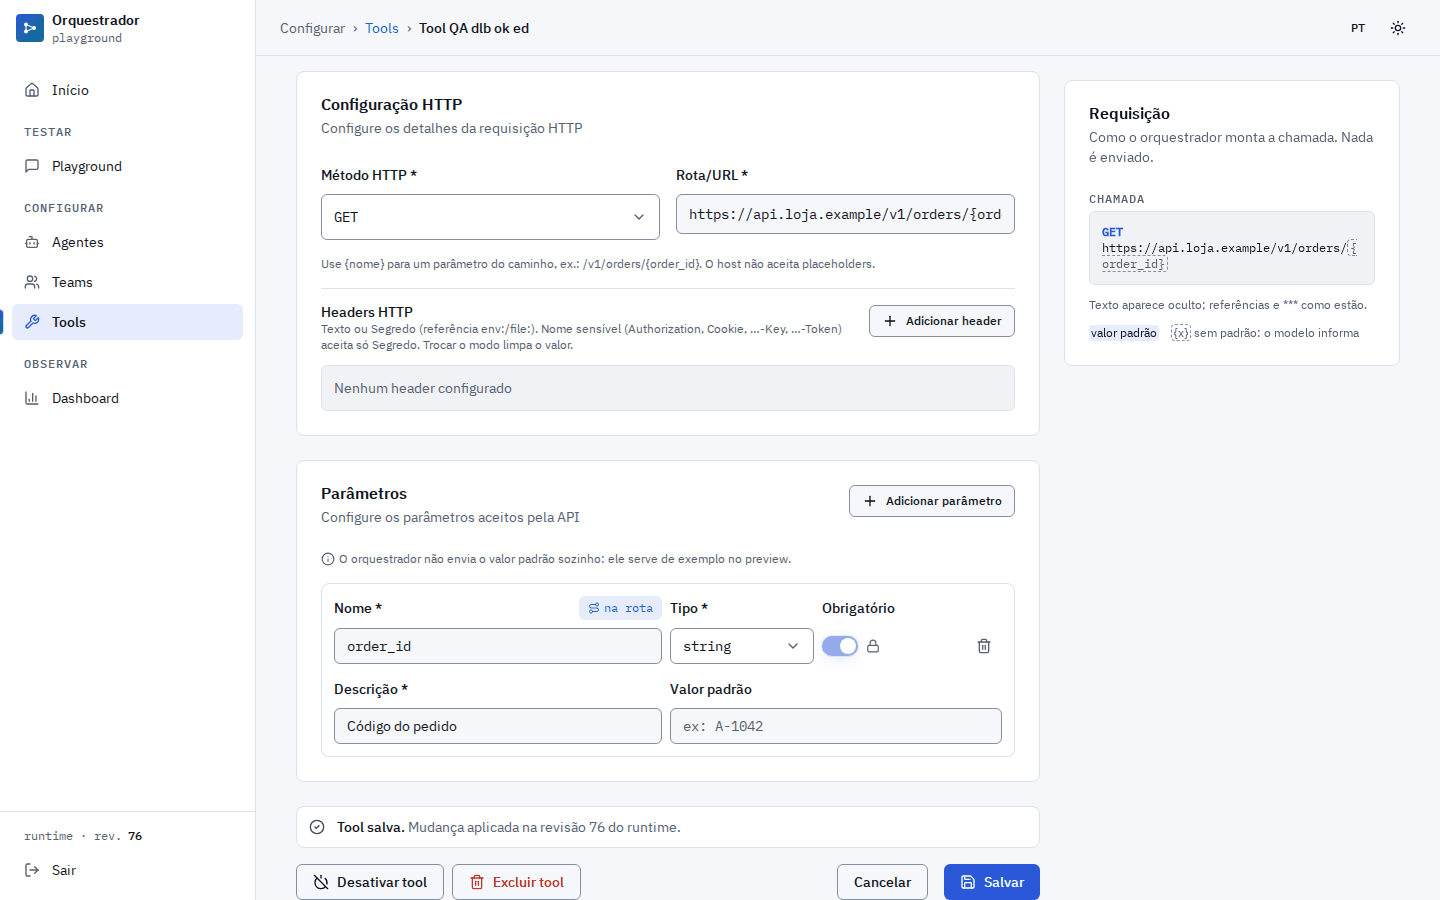 Orquestrador
playground
Início
TESTAR
Playground
CONFIGURAR
Agentes
Teams
Tools
OBSERVAR
Dashboard
runtime · rev. 76
Sair
Configurar › Tools › Tool QA dlb ok ed
PT
Configuração HTTP
Configure os detalhes da requisição HTTP
Método HTTP *
Rota/URL *
GET
https://api.loja.example/v1/orders/{ord
Use {nome} para um parâmetro do caminho, ex.: /v1/orders/{order_id}. O host não aceita placeholders.
Headers HTTP
Texto ou Segredo (referência env:/file:). Nome sensível (Authorization, Cookie, …-Key, …-Token)
aceita só Segredo. Trocar o modo limpa o valor.
Adicionar header
Nenhum header configurado
Parâmetros
Configure os parâmetros aceitos pela API
Adicionar parâmetro
O orquestrador não envia o valor padrão sozinho: ele serve de exemplo no preview.
Nome *
na rota
Tipo *
Obrigatório
order_id
string
Descrição *
Valor padrão
Código do pedido
ex: A-1042
Tool salva. Mudança aplicada na revisão 76 do runtime.
Desativar tool
Excluir tool
Cancelar
Salvar
Requisição
Como o orquestrador monta a chamada. Nada
é enviado.
CHAMADA
GET
https://api.loja.example/v1/orders/{
order_id}
Texto aparece oculto; referências e *** como estão.
valor padrão {x} sem padrão: o modelo informa